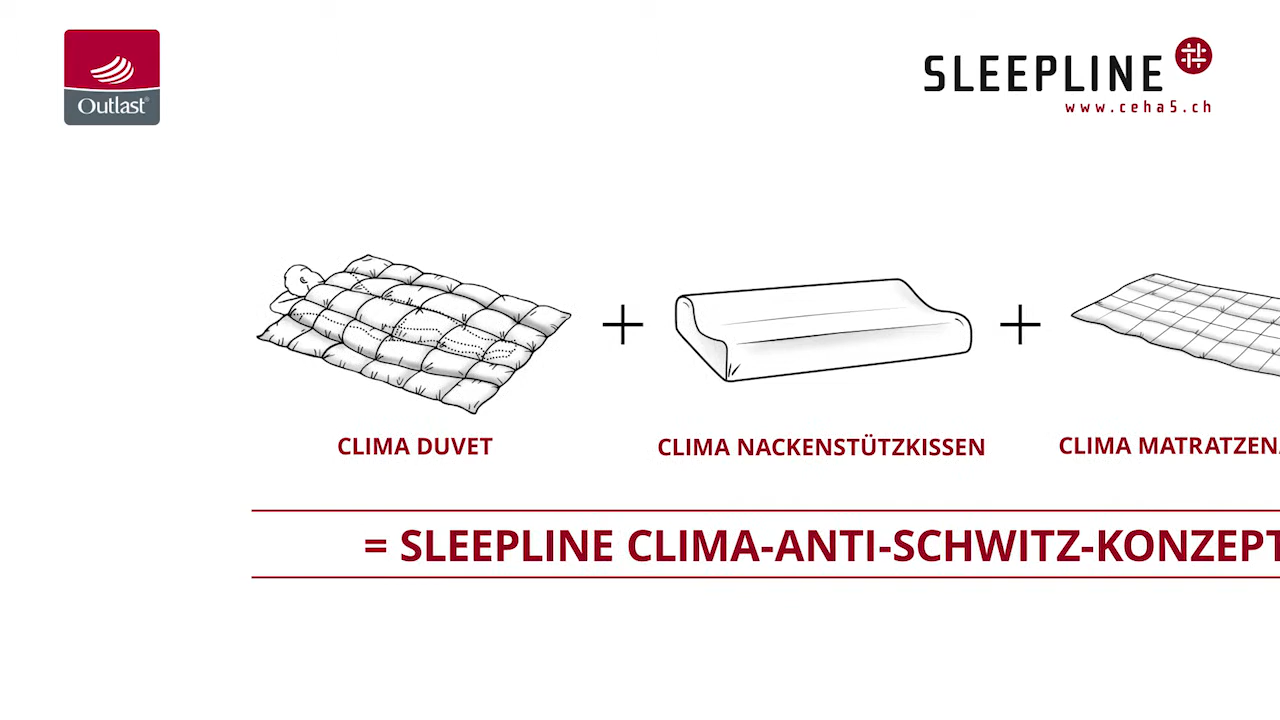 Outlast®
SLEEPLINE
www.ceha5.ch
CLIMA DUVET
CLIMA NACKENSTÜTZKISSEN
CLIMA MATRATZEN
= SLEEPLINE CLIMA-ANTI-SCHWITZ-KONZEPT